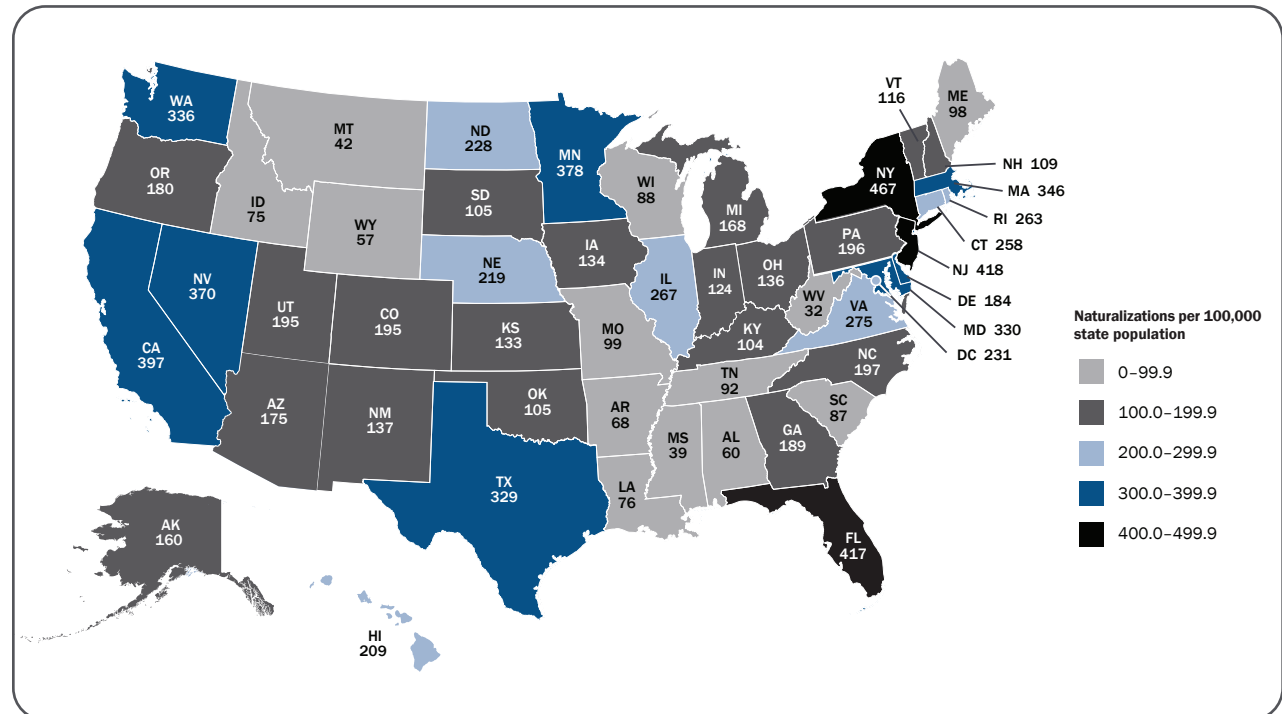 WA
336
OR
180
CA
397
NV
370
ID
75
MT
42
WY
57
UT
195
AZ
175
CO
195
NM
137
ND
228
SD
105
NE
219
KS
133
OK
105
TX
329
MN
378
IA
134
MO
99
AR
68
LA
76
WI
88
IL
267
MI
168
IN
124
OH
136
KY
104
TN
92
MS
39
AL
60
GA
189
FL
417
SC
87
NC
197
VA
275
WV
32
PA
196
NY
467
VT
116
ME
98
NH 109
MA 346
RI 263
CT 258
NJ 418
DE 184
MD 330
DC 231
AK
160
HI
209
Naturalizations per 100,000
state population
0–99.9
100.0–199.9
200.0–299.9
300.0–399.9
400.0–499.9